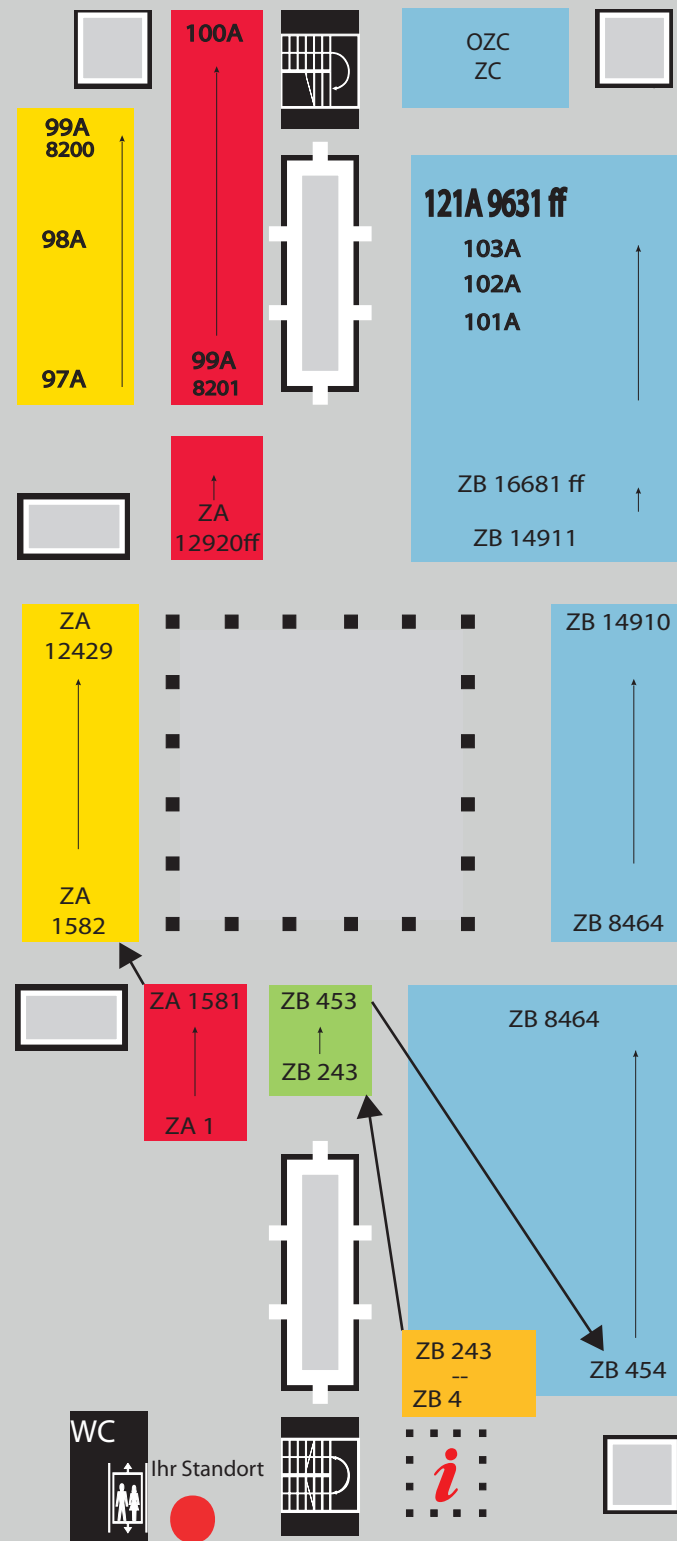 100A
OZC
ZC
99A
8200
98A
97A
99A
8201
121A 9631 ff
103A
102A
101A
ZB 16681 ff
ZB 14911
ZA
12920ff
ZA
12429
ZA
1582
ZB 14910
ZB 8464
ZA 1581
ZA 1
ZB 453
ZB 243
ZB 8464
ZB 454
ZB 243
--
ZB 4
WC
Ihr Standort
i